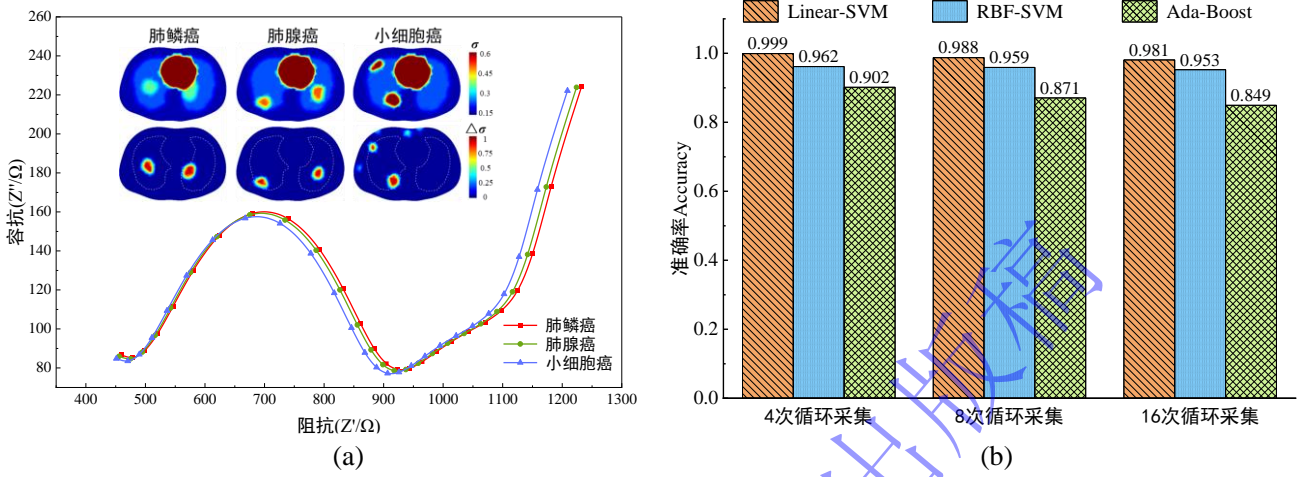 260
240
220
200
180
160
140
120
100
80
容抗(Z''/Ω)
400 500 600 700 800 900 1000 1100 1200 1300
阻抗(Z'/Ω)
肺鳞癌 肺腺癌 小细胞癌
σ
0.6
0.45
0.3
0.15
△σ
1
0.75
0.5
0.25
0
肺鳞癌
肺腺癌
小细胞癌
(a)
Linear-SVM RBF-SVM Ada-Boost
准确率Accuracy
1.0
0.8
0.6
0.4
0.2
0.0
0.999 0.962 0.902
0.988 0.959 0.871
0.981 0.953 0.849
4次循环采集 8次循环采集 16次循环采集
(b)
出版稿